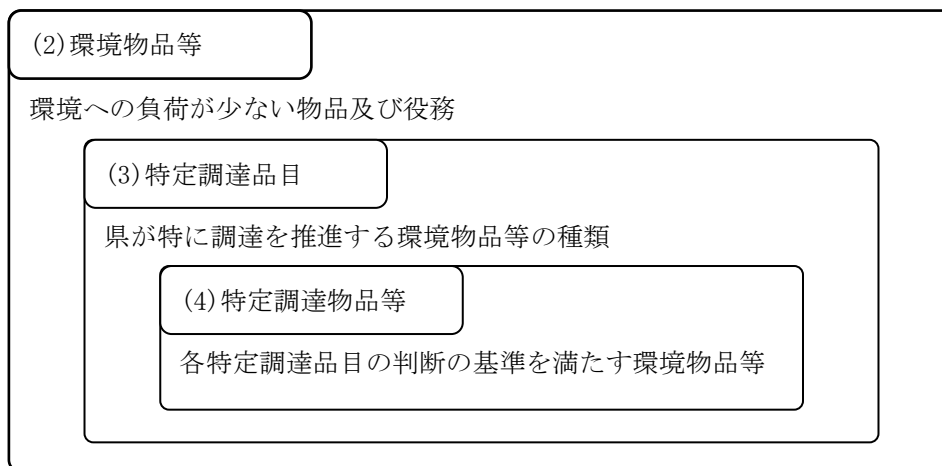 (2)環境物品等
環境への負荷が少ない物品及び役務
(3)特定調達品目
県が特に調達を推進する環境物品等の種類
(4)特定調達物品等
各特定調達品目の判断の基準を満たす環境物品等